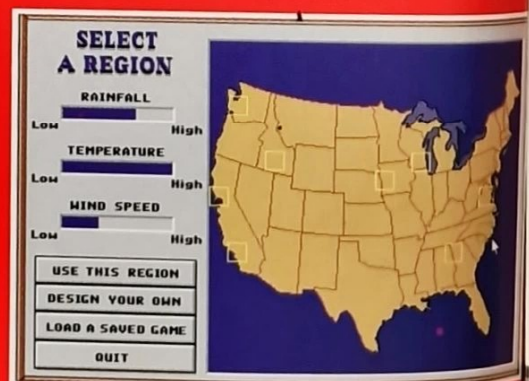 SELECT
A REGION
RAINFALL
Low High
TEMPERATURE
Low High
WIND SPEED
Low High
USE THIS REGION
DESIGN YOUR OWN
LOAD A SAVED GAME
QUIT